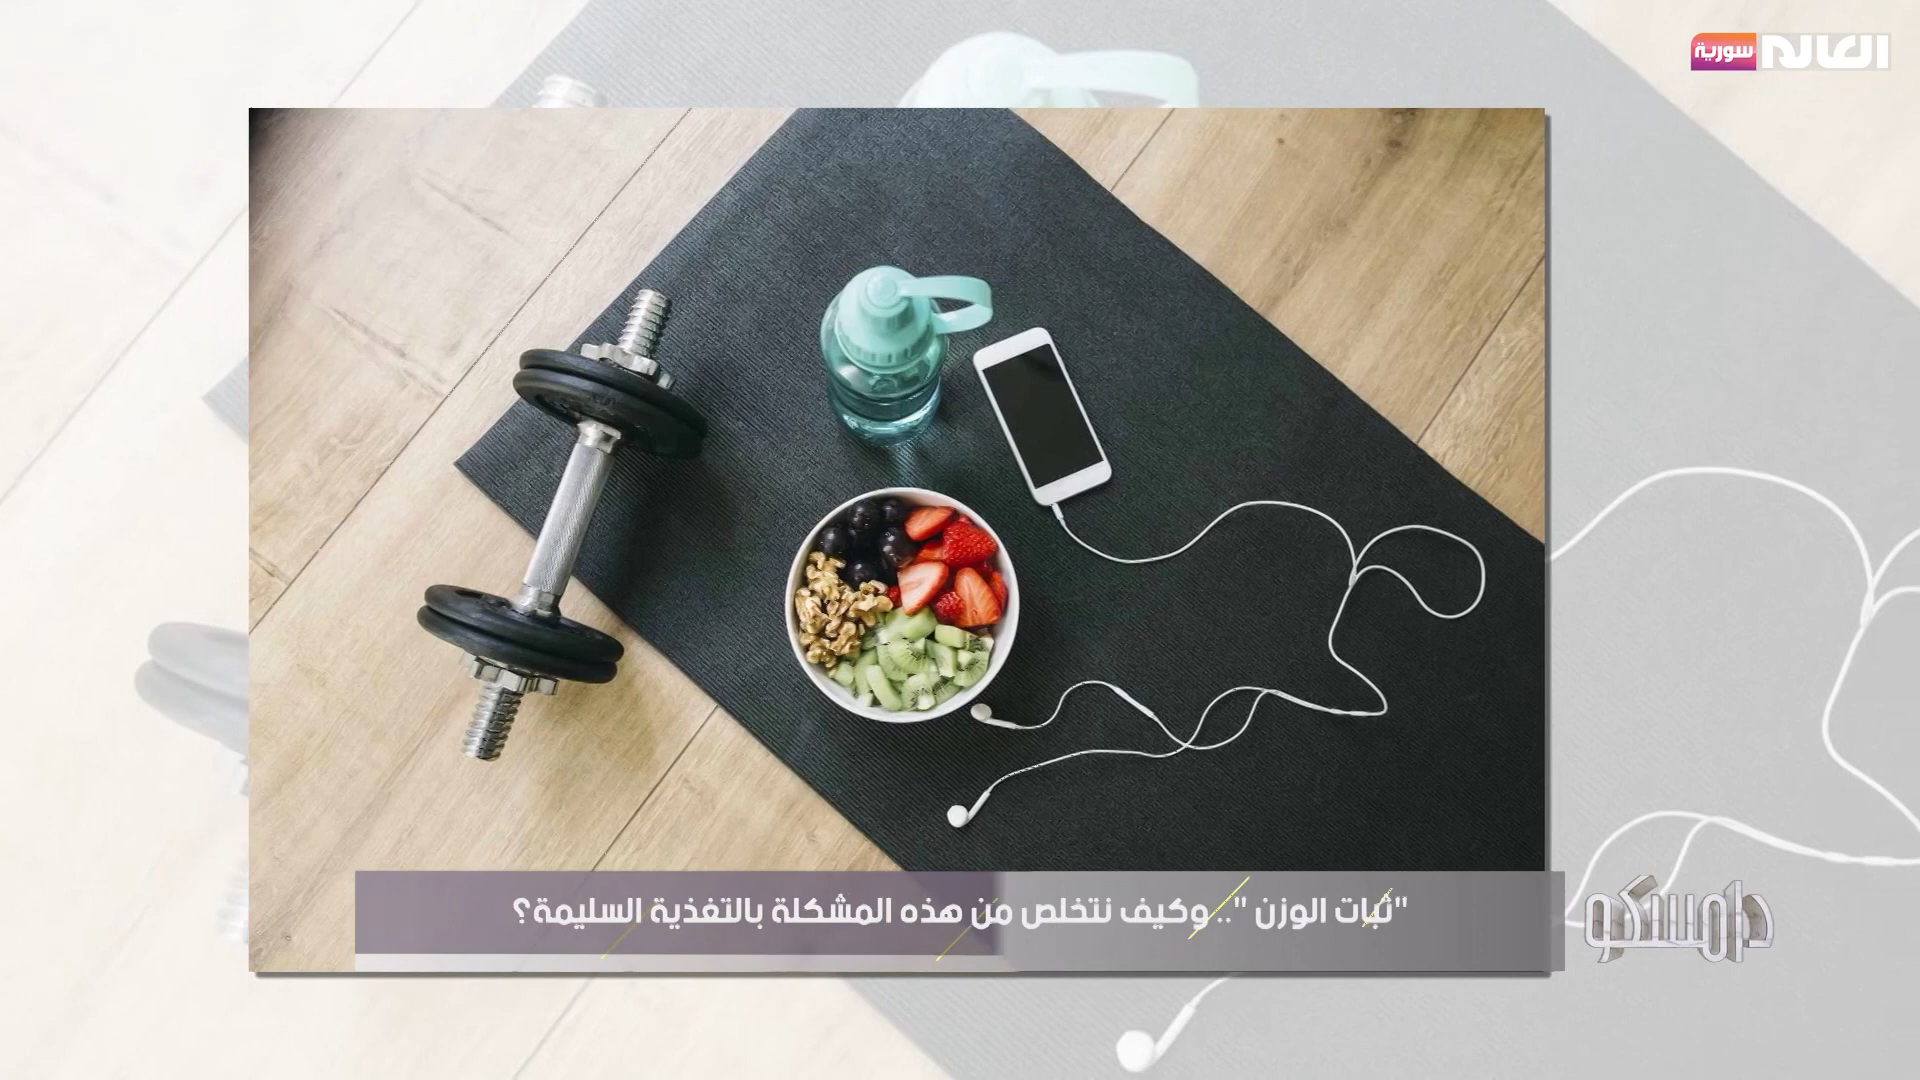 العالم سورية
"ثبات الوزن ".. وكيف نتخلص من هذه المشكلة بالتغذية السليمة؟
دامسكو